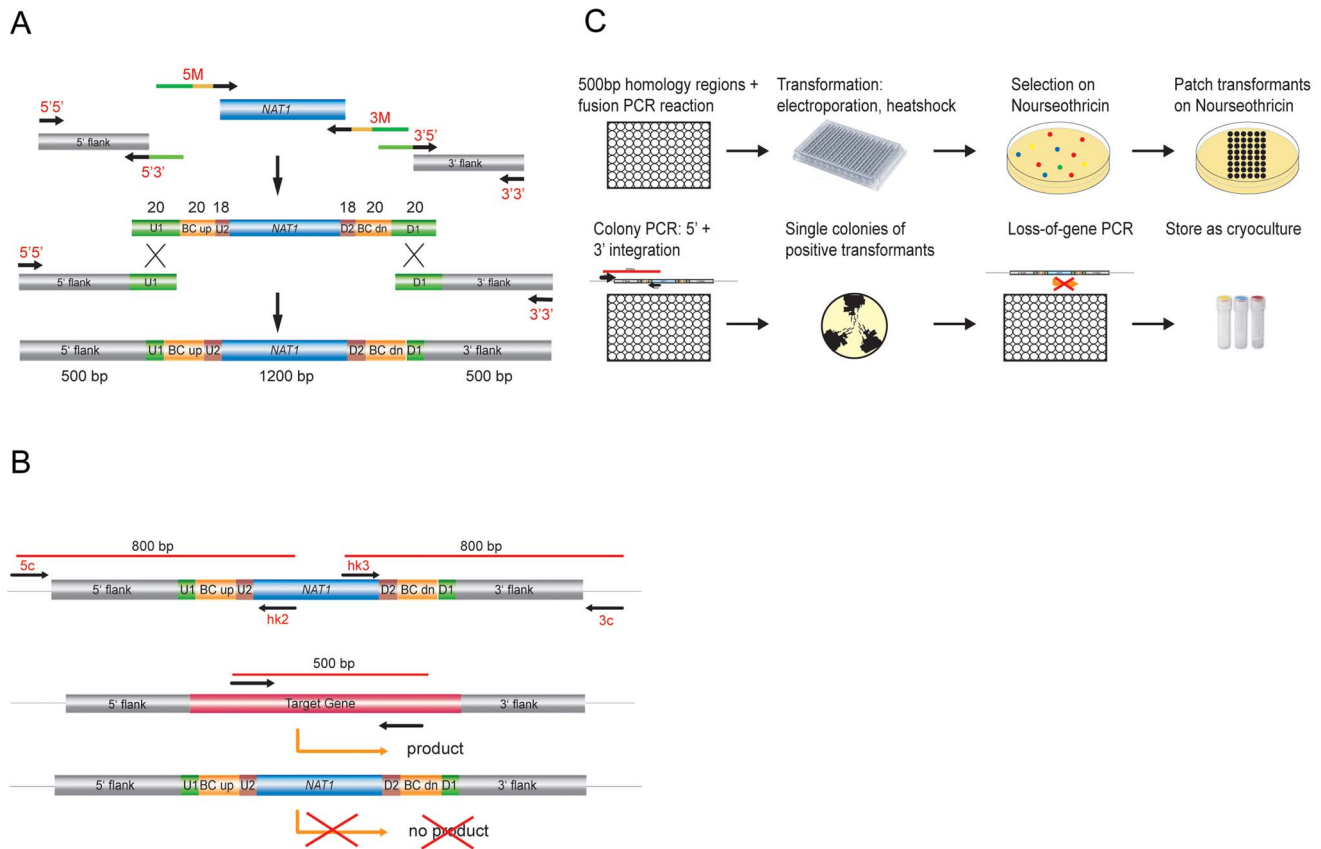 A
5M
NAT1
5'5'
5' flank
5'3'
3M
3'5'
3' flank
3'3'
20 20 18 18 20 20
U1 BC up U2 NAT1 D2 BC dn D1
5'5'
5' flank U1
D1 3' flank
3'3'
5' flank U1 BC up U2 NAT1 D2 BC dn D1 3' flank
500 bp 1200 bp 500 bp
B
800 bp 800 bp
5c hk3
5' flank U1 BC up U2 NAT1 D2 BC dn D1 3' flank
hk2 3c
500 bp
5' flank Target Gene 3' flank
product
5' flank U1 BC up U2 NAT1 D2 BC dn D1 3' flank
no product
C
500bp homology regions +
fusion PCR reaction
Transformation:
electroporation, heatshock
Selection on
Nourseothricin
Patch transformants
on Nourseothricin
Colony PCR: 5' +
3' integration
Single colonies of
positive transformants
Loss-of-gene PCR
Store as cryoculture